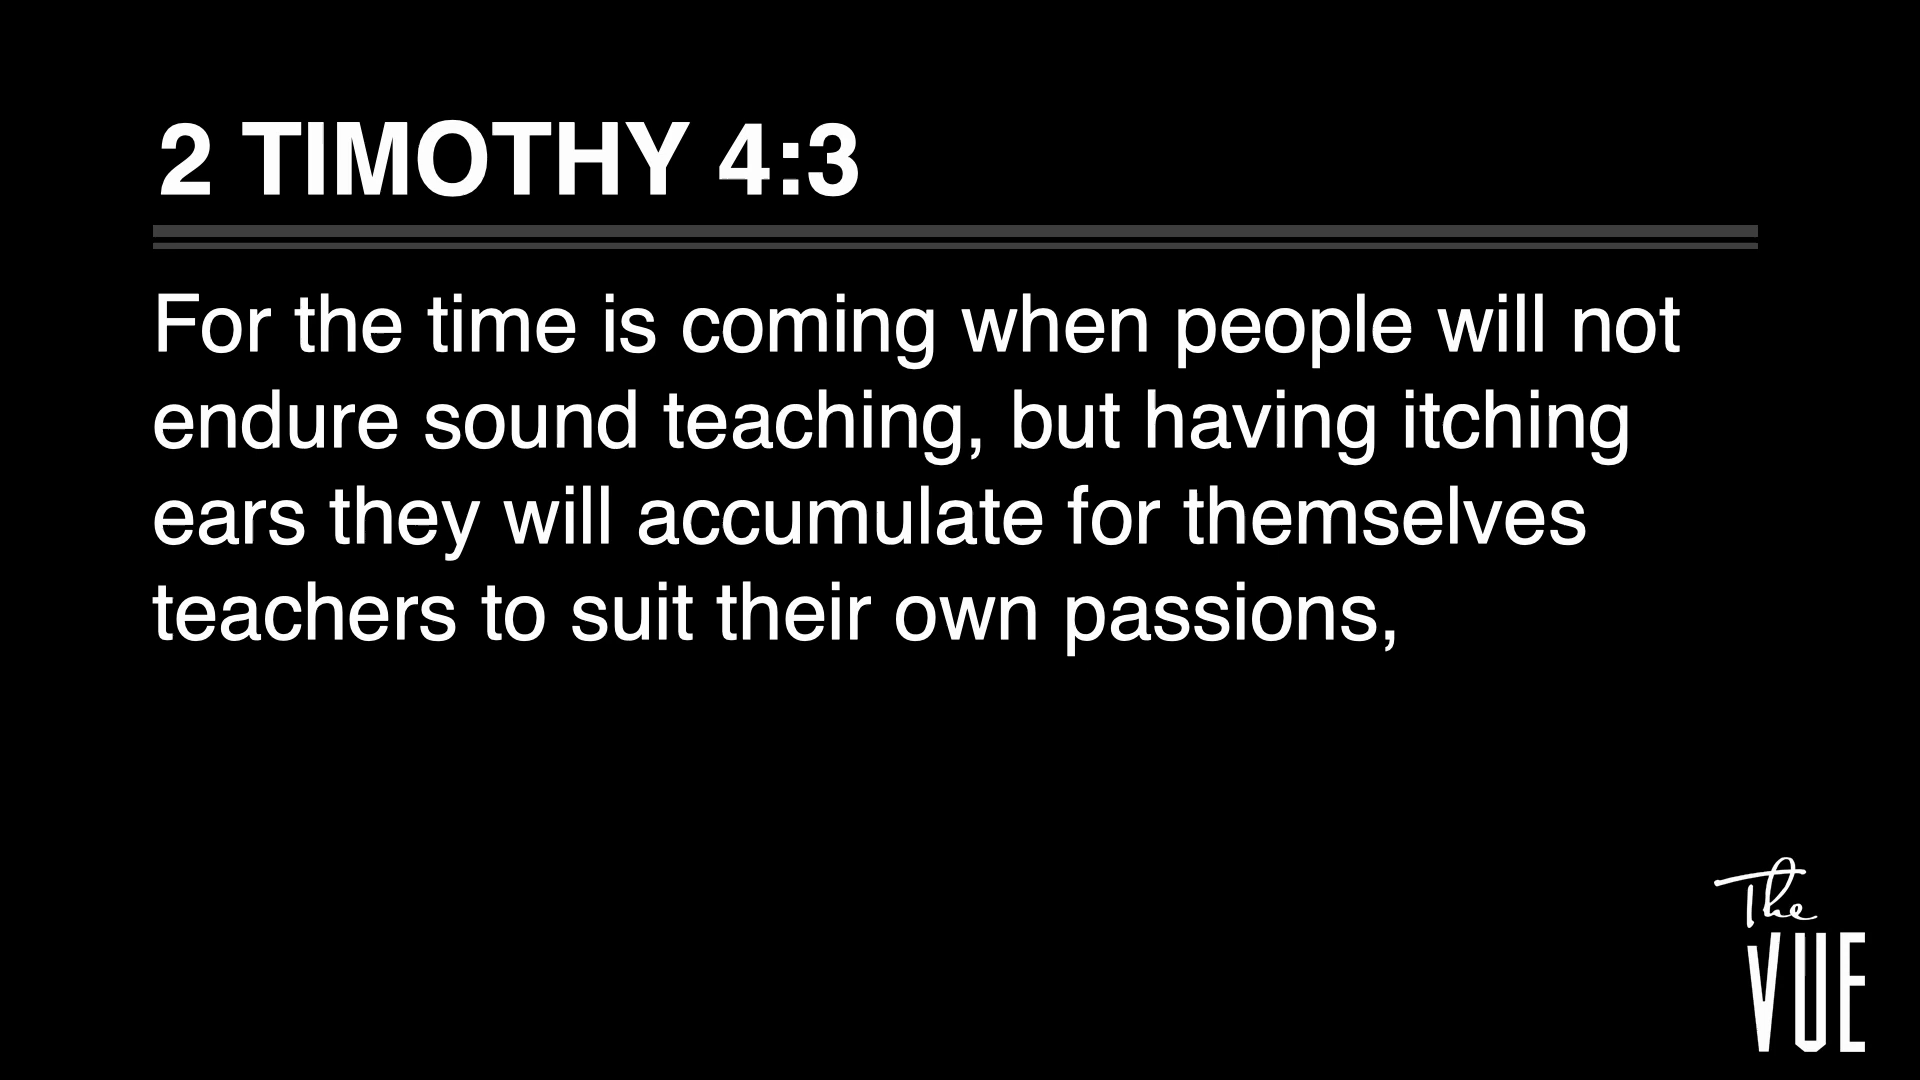 2 TIMOTHY 4:3
For the time is coming when people will not
endure sound teaching, but having itching
ears they will accumulate for themselves
teachers to suit their own passions,
The
VUE